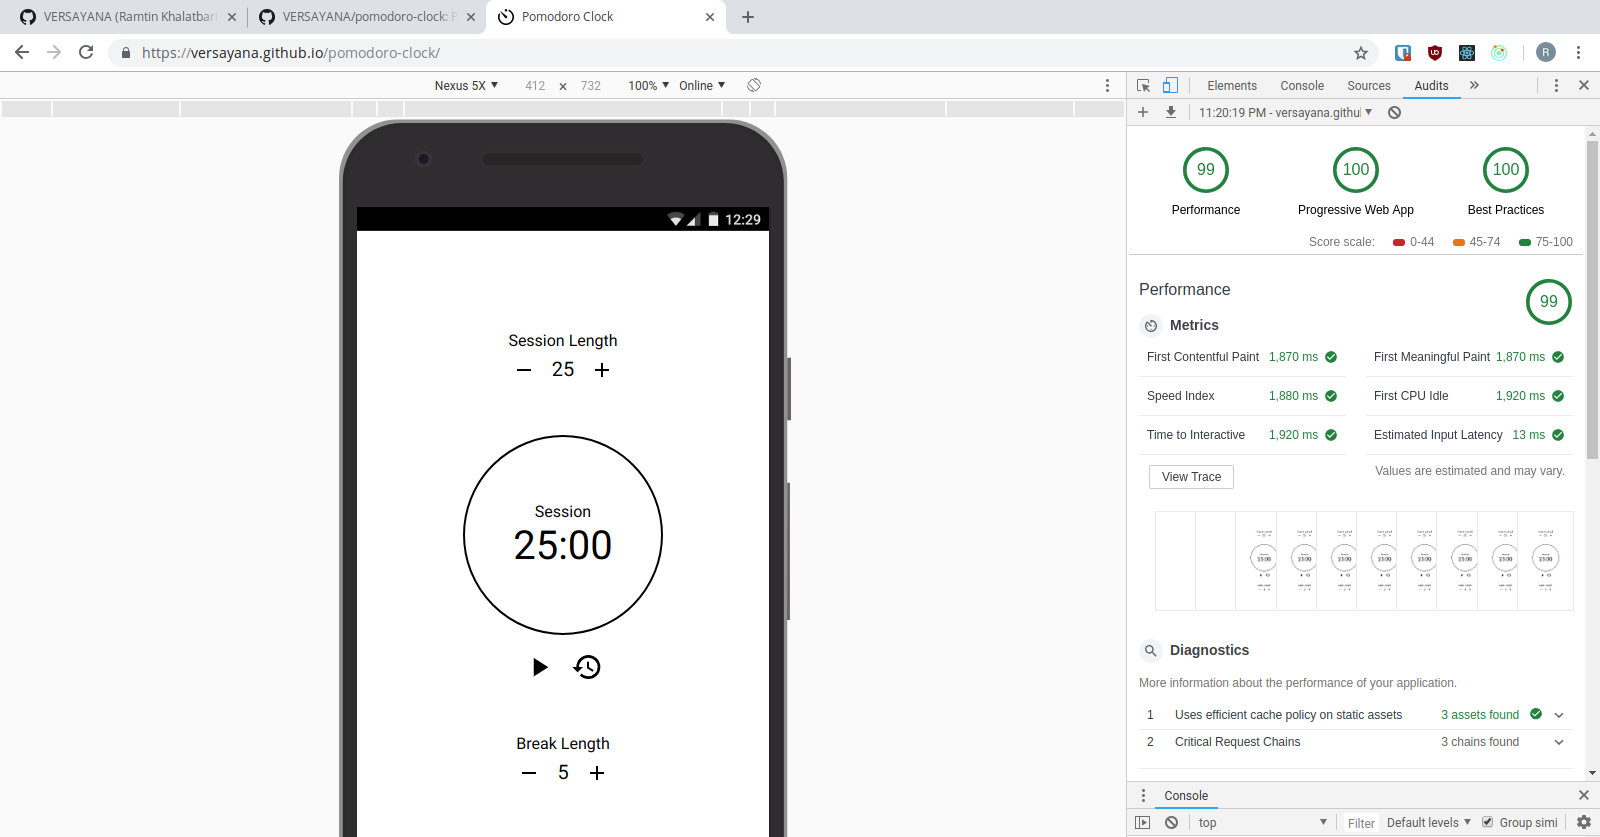 VERSAYANA (Ramtin Khalatbari
VERSAYANA/pomodoro-clock: P
Pomodoro Clock
https://versayana.github.io/pomodoro-clock/
R
Nexus 5X
412 × 732
100%
Online
Elements
Console
Sources
Audits
11:20:19 PM - versayana.githu
12:29
Session Length
− 25 +
Session
25:00
Break Length
− 5 +
99
100
100
Performance
Progressive Web App
Best Practices
Score scale:
0-44
45-74
75-100
Performance
99
Metrics
First Contentful Paint 1,870 ms
First Meaningful Paint 1,870 ms
Speed Index 1,880 ms
First CPU Idle 1,920 ms
Time to Interactive 1,920 ms
Estimated Input Latency 13 ms
View Trace
Values are estimated and may vary.
Diagnostics
More information about the performance of your application.
1 Uses efficient cache policy on static assets 3 assets found
2 Critical Request Chains 3 chains found
Console
top
Filter
Default levels
Group simi